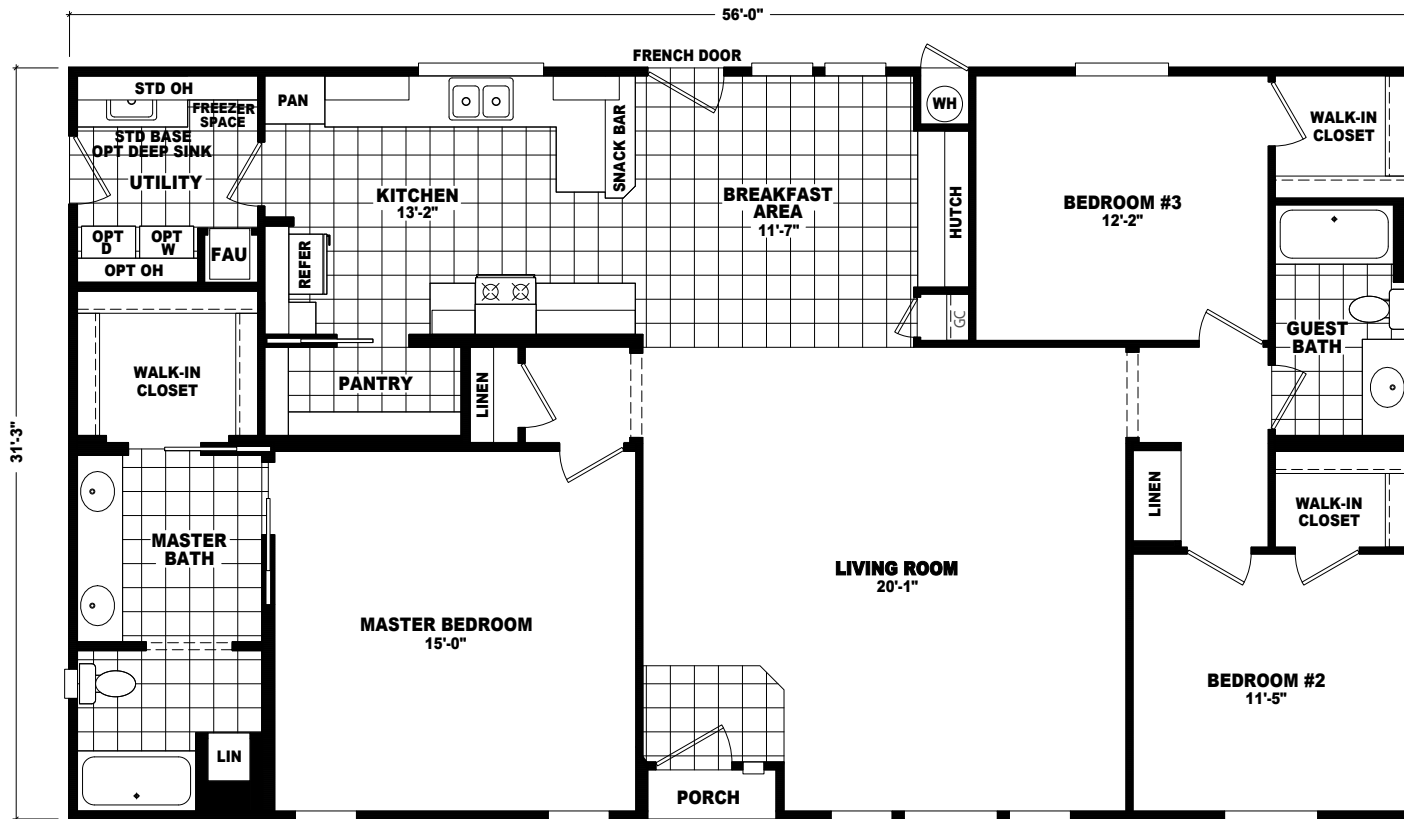 56'-0"
31'-3"
FRENCH DOOR
STD OH
FREEZER
SPACE
STD BASE
OPT DEEP SINK
UTILITY
OPT
D
OPT
W
OPT OH
FAU
PAN
KITCHEN
13'-2"
SNACK BAR
REFER
BREAKFAST
AREA
11'-7"
WH
HUTCH
GC
BEDROOM #3
12'-2"
WALK-IN
CLOSET
GUEST
BATH
WALK-IN
CLOSET
PANTRY
LINEN
MASTER
BATH
MASTER BEDROOM
15'-0"
LIN
LIVING ROOM
20'-1"
PORCH
LINEN
WALK-IN
CLOSET
BEDROOM #2
11'-5"